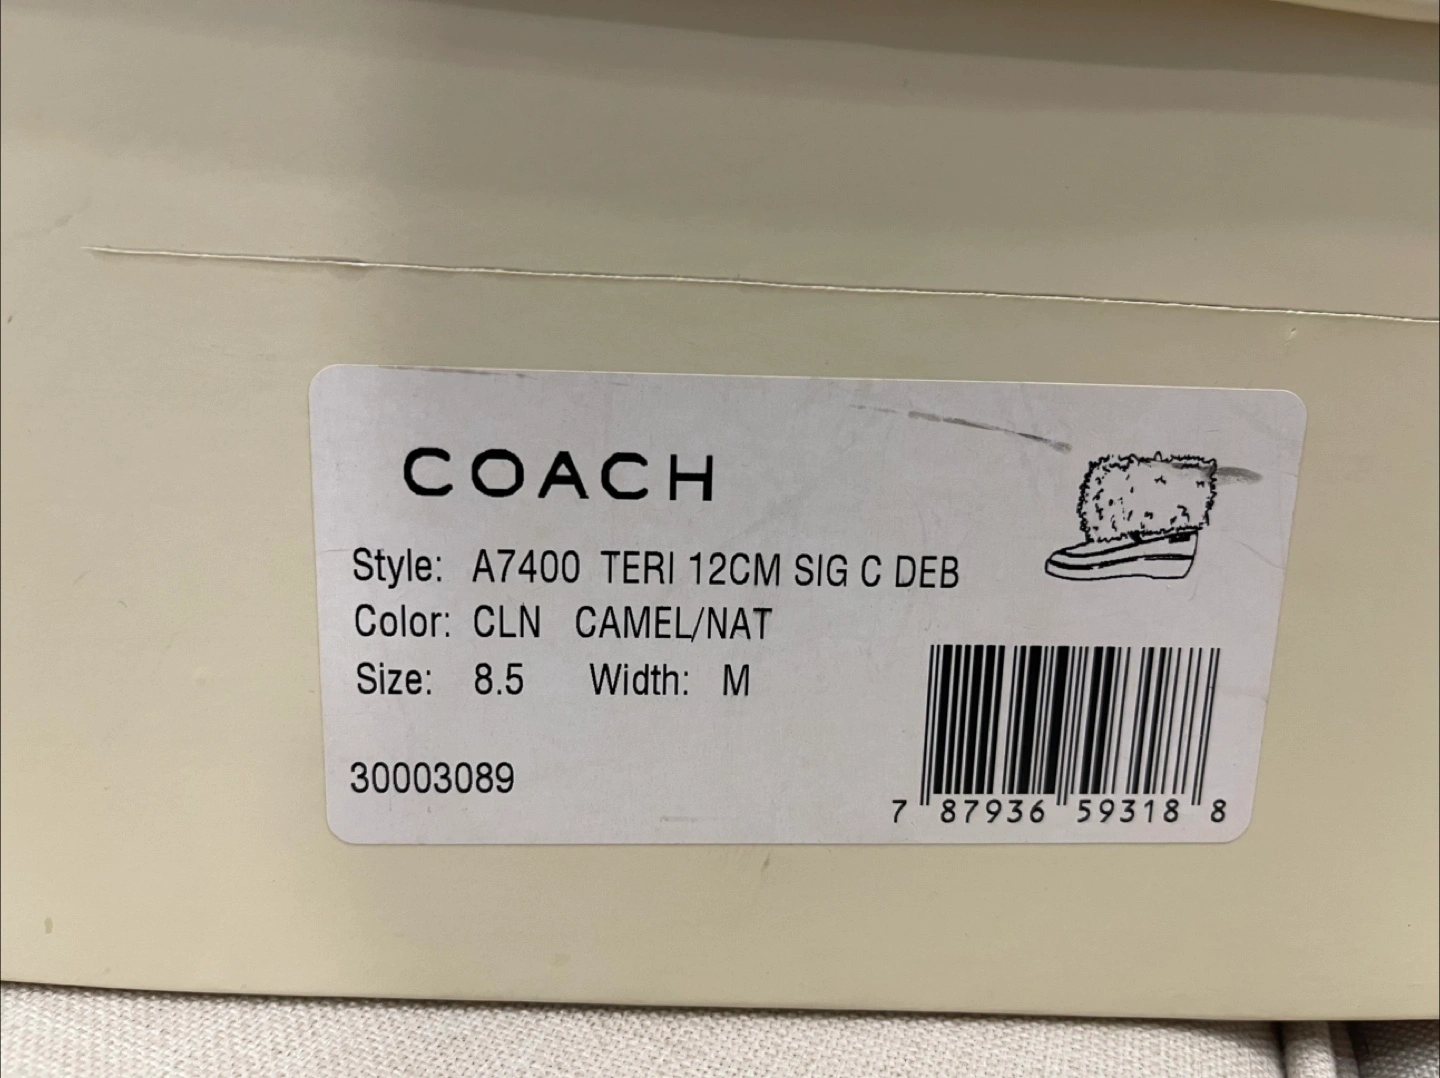 COACH
Style: A7400 TERI 12CM SIG C DEB
Color: CLN CAMEL/NAT
Size: 8.5 Width: M
30003089
7 87936 59318 8